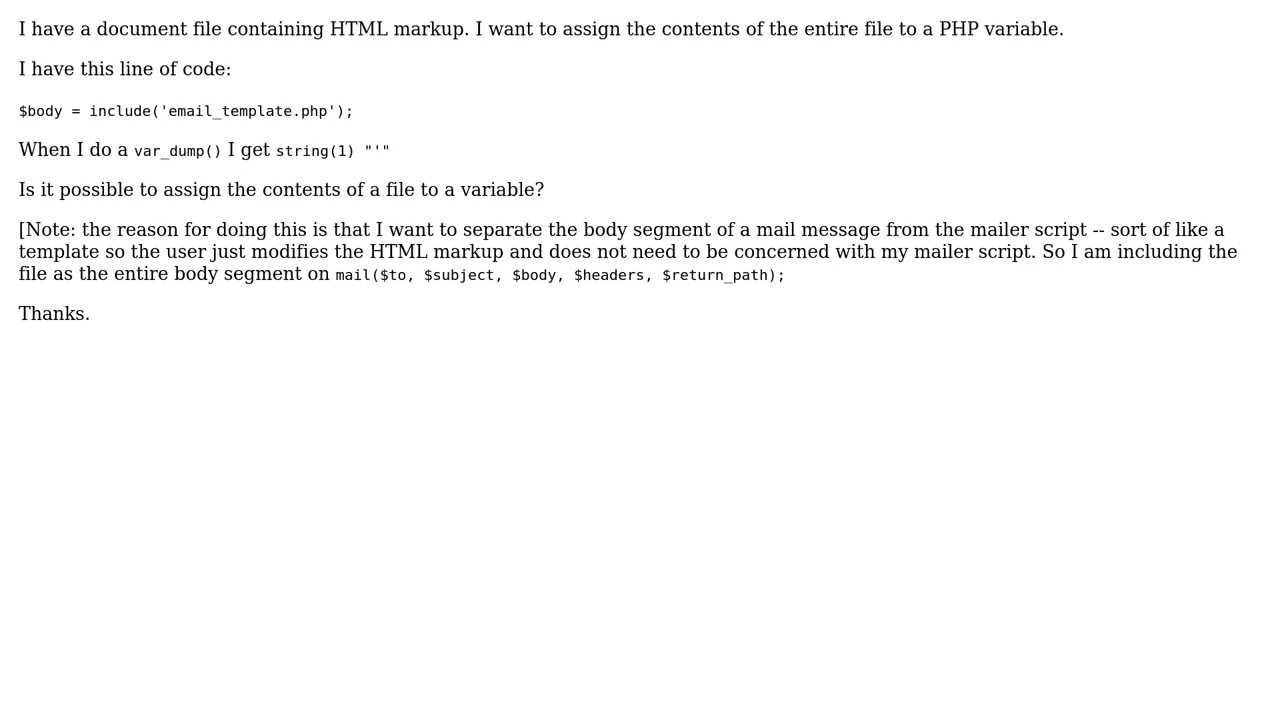 I have a document file containing HTML markup. I want to assign the contents of the entire file to a PHP variable.
I have this line of code:
$body = include('email_template.php');
When I do a var_dump() I get string(1) "'"
Is it possible to assign the contents of a file to a variable?
[Note: the reason for doing this is that I want to separate the body segment of a mail message from the mailer script -- sort of like a
template so the user just modifies the HTML markup and does not need to be concerned with my mailer script. So I am including the
file as the entire body segment on mail($to, $subject, $body, $headers, $return_path);
Thanks.